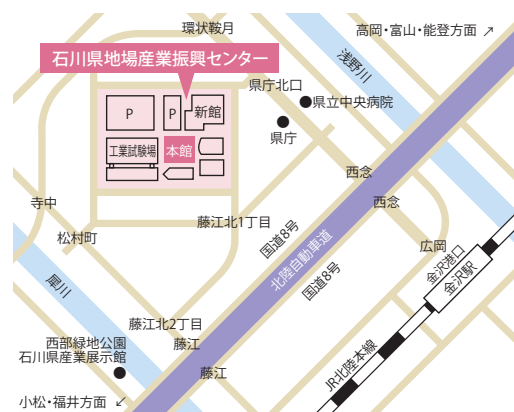 環状鞍月
高岡・富山・能登方面 ↗
石川県地場産業振興センター
浅野川
県庁北口
県立中央病院
P
P
新館
県庁
工業試験場
本館
西念
西念
寺中
藤江北1丁目
国道8号
松村町
広岡
北陸自動車道
金沢港口
金沢駅
国道8号
犀川
藤江北2丁目
西部緑地公園
石川県産業展示館
藤江
JR北陸本線
藤江
小松・福井方面 ↙